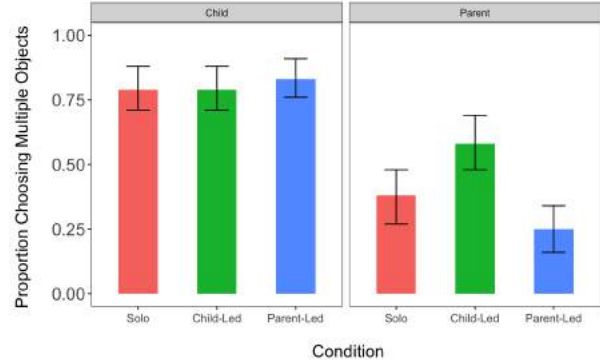 Child
Parent
Proportion Choosing Multiple Objects
1.00
0.75
0.50
0.25
0.00
Solo
Child-Led
Parent-Led
Solo
Child-Led
Parent-Led
Condition